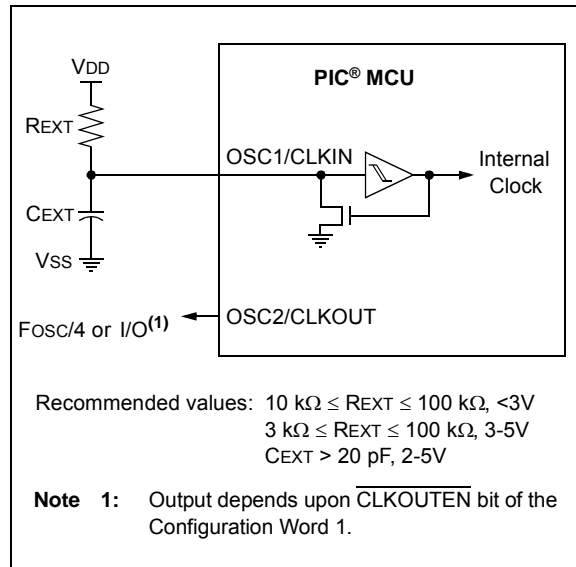 VDD
PIC® MCU
REXT
OSC1/CLKIN
Internal
Clock
CEXT
VSS
OSC2/CLKOUT
FOSC/4 or I/O(1)
Recommended values: 10 kΩ ≤ REXT ≤ 100 kΩ, <3V
3 kΩ ≤ REXT ≤ 100 kΩ, 3-5V
CEXT > 20 pF, 2-5V
Note 1: Output depends upon C̅L̅K̅O̅U̅T̅E̅N̅ bit of the
Configuration Word 1.